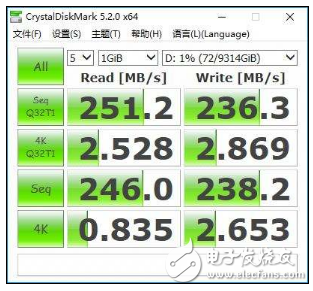 CrystalDiskMark 5.2.0 x64
文件(F) 设置(S) 主题(T) 帮助(H) 语言(L)(Language)
All 5 1GiB D: 1% (72/9314GiB)
Read [MB/s] Write [MB/s]
Seq Q32T1 251.2 236.3
4K Q32T1 2.528 2.869
Seq 246.0 238.2
4K 0.835 2.653
电子发烧友
www.elecfans.com